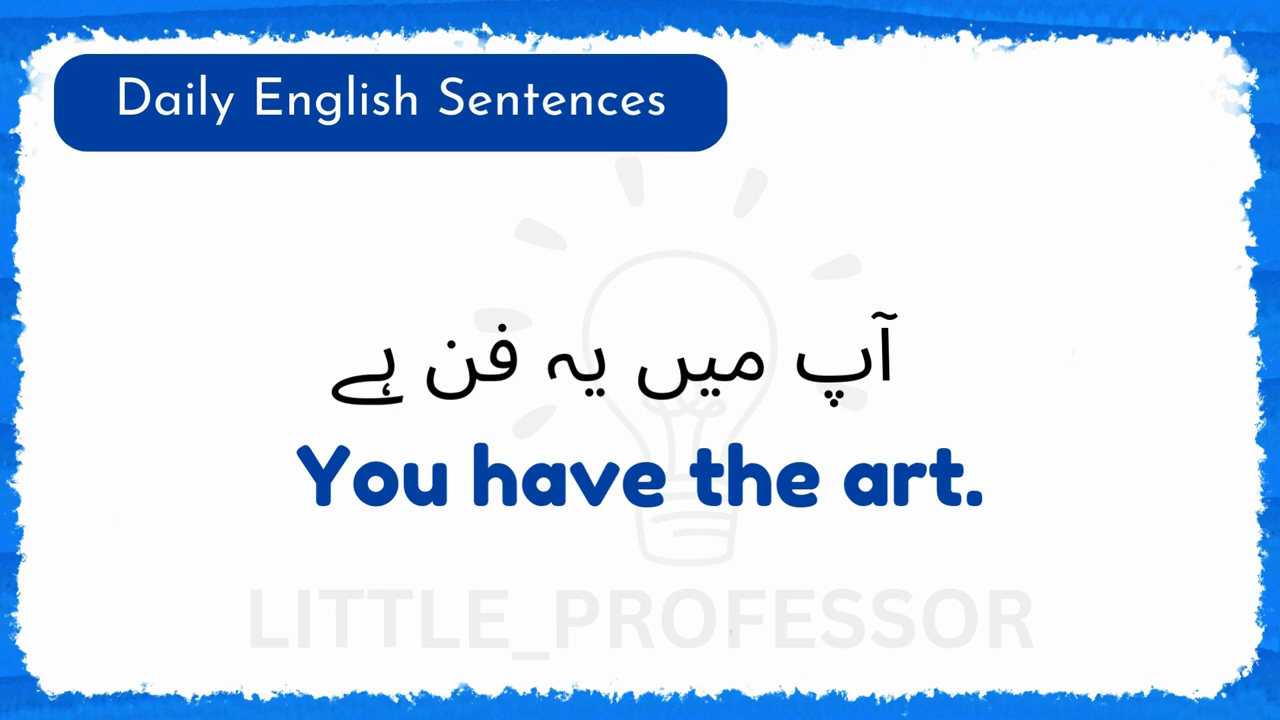 Daily English Sentences
آپ میں یہ فن ہے
You have the art.
LITTLE_PROFESSOR